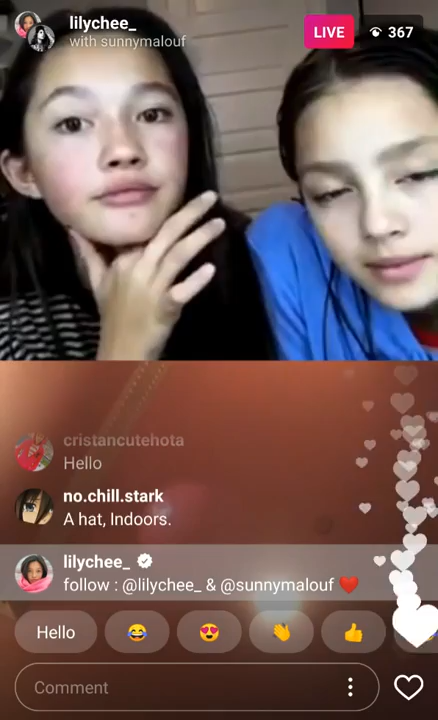 lilychee_
with sunnymalouf
LIVE
367
cristancutehota
Hello
no.chill.stark
A hat, Indoors.
lilychee_
follow : @lilychee_ & @sunnymalouf ❤️
Hello 😂 😍 👏 👍
Comment